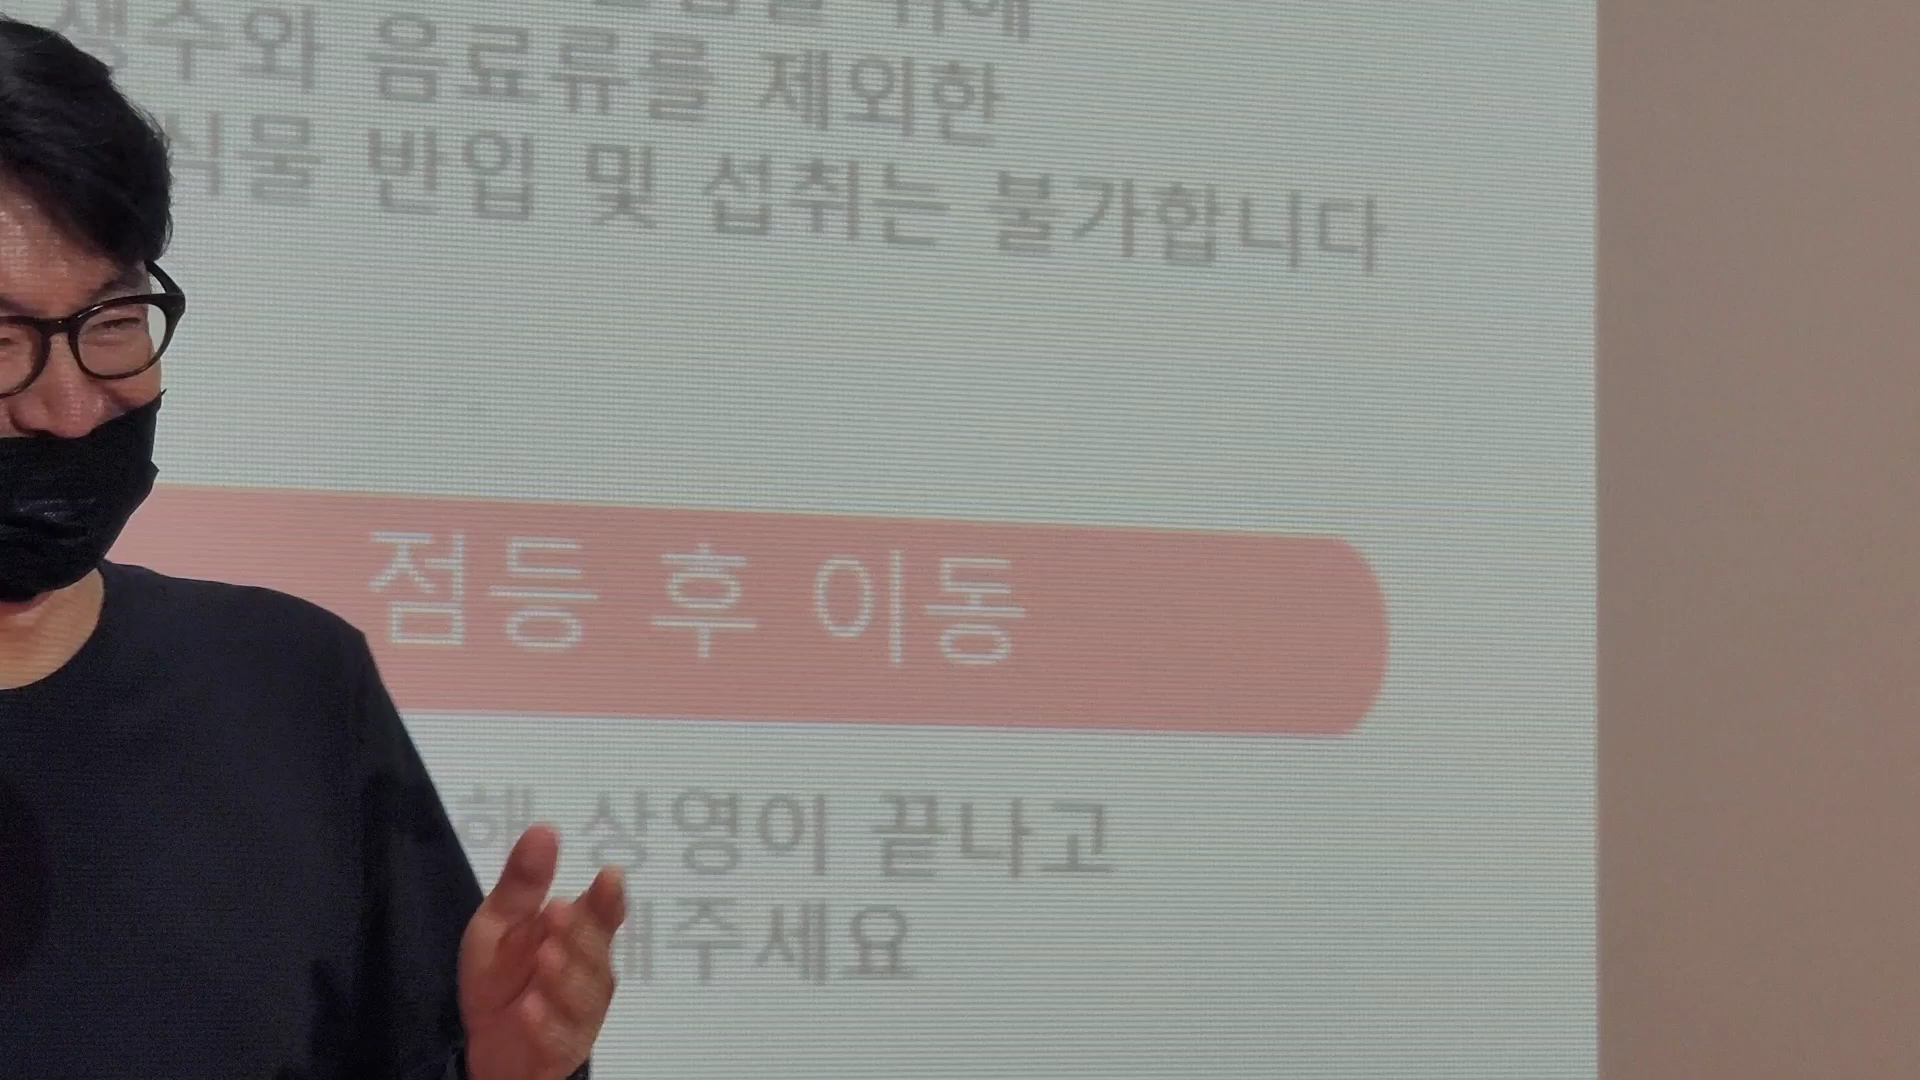 생수와 음료류를 제외한
식물 반입 및 섭취는 불가합니다
점등 후 이동
상영이 끝나고
해주세요